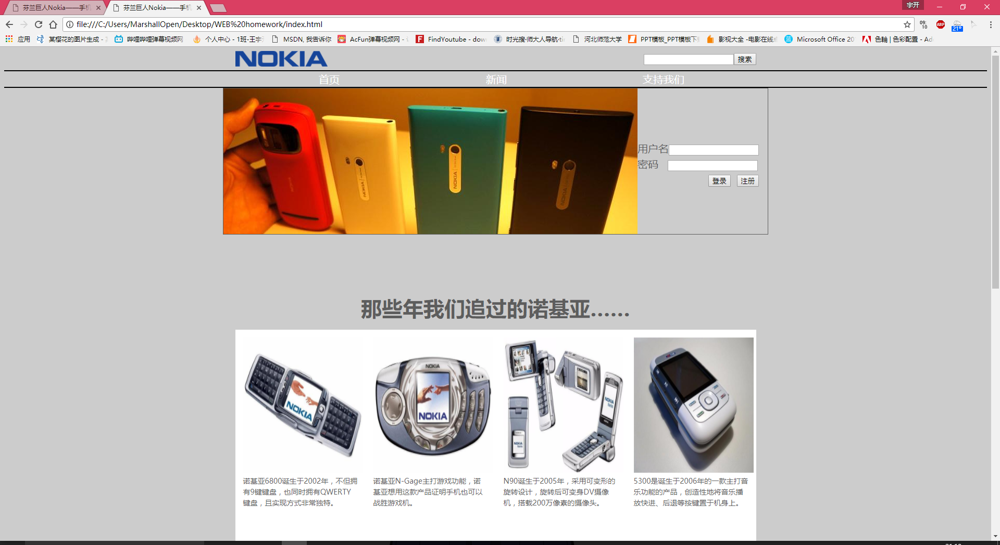 芬兰巨人Nokia——手机
芬兰巨人Nokia——手机
宇开
file:///C:/Users/MarshallOpen/Desktop/WEB%20homework/index.html
09:
10
ABP
21°
应用
某樱花的图片生成 -
哔哩哔哩弹幕视频网
个人中心 - 1班-王宇
MSDN, 我告诉你
AcFun弹幕视频网 -
FindYoutube - dow
时光搜·师大人导航·ti
河北师范大学
PPT模板_PPT模板下
影视大全 -电影在线
Microsoft Office 20
色輪 | 色彩配置 - Ad
NOKIA
搜索
首页
新闻
支持我们
NOKIA
NOKIA
NOKIA
用户名
密码
登录
注册
那些年我们追过的诺基亚……
NOKIA
NOKIA
NOKIA
NOKIA
NOKIA
诺基亚6800诞生于2002年，不但拥
有9键键盘，也同时拥有QWERTY
键盘，且实现方式非常独特。
诺基亚N-Gage主打游戏功能，诺
基亚想用这款产品证明手机也可以
战胜游戏机。
N90诞生于2005年，采用可变形的
旋转设计，旋转后可变身DV摄像
机，搭载200万像素的摄像头。
5300是诞生于2006年的一款主打音
乐功能的产品，创造性地将音乐播
放快进、后退等按键置于机身上。